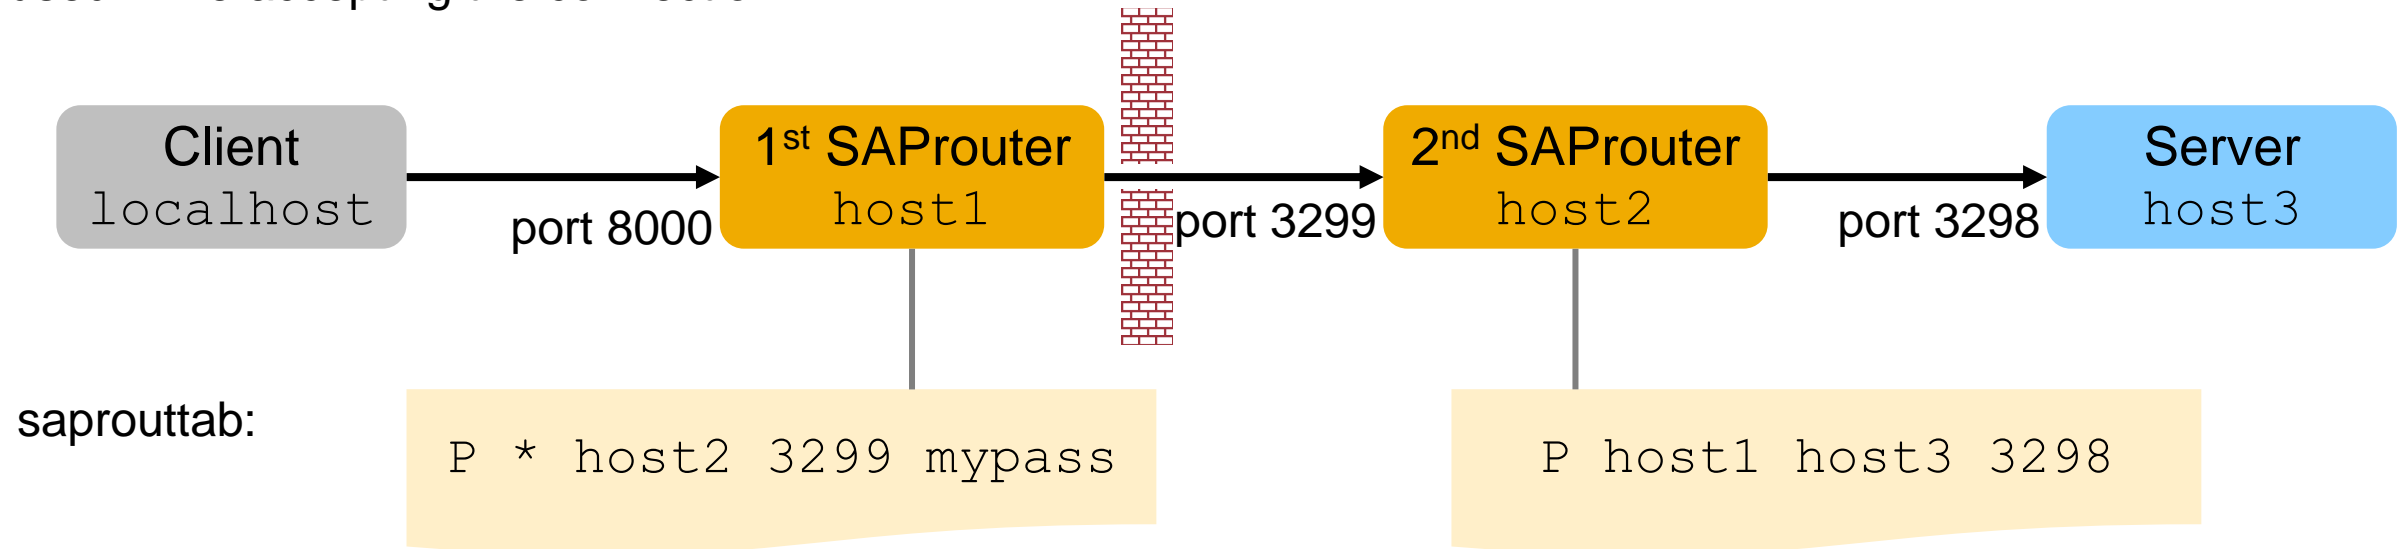 Client
localhost
port 8000
1st SAProuter
host1
port 3299
2nd SAProuter
host2
port 3298
Server
host3
saprouttab:
P * host2 3299 mypass
P host1 host3 3298